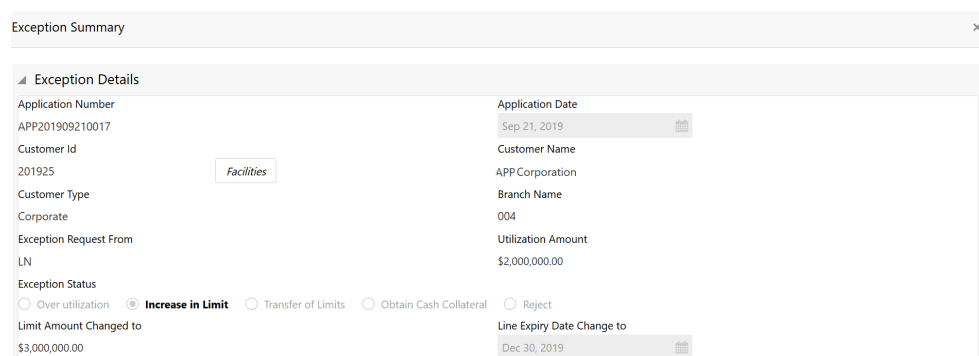 Exception Summary
Exception Details
Application Number
Application Date
APP201909210017
Sep 21, 2019
Customer Id
Customer Name
201925
Facilities
APP Corporation
Customer Type
Branch Name
Corporate
004
Exception Request From
Utilization Amount
LN
$2,000,000.00
Exception Status
Over utilization Increase in Limit Transfer of Limits Obtain Cash Collateral Reject
Limit Amount Changed to
Line Expiry Date Change to
$3,000,000.00
Dec 30, 2019